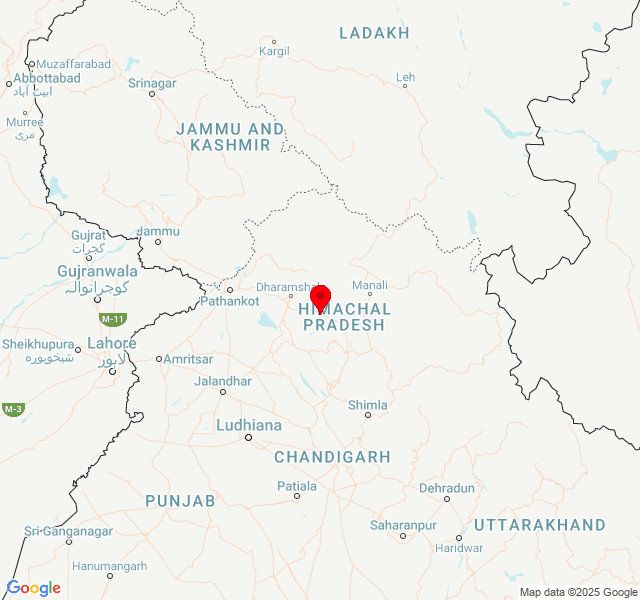 LADAKH
Kargil
Muzaffarabad
Leh
Abbottabad
ایبٹ آباد
Srinagar
Murree
مری
JAMMU AND
KASHMIR
Jammu
Gujrat
گجرات
Gujranwala
گوجرانوالہ
Pathankot
Dharamshala
Manali
HIMACHAL
PRADESH
M-11
Sheikhupura
شیخوپورہ
Lahore
لاہور
Amritsar
Jalandhar
M-3
Shimla
Ludhiana
CHANDIGARH
Patiala
Dehradun
PUNJAB
Saharanpur
UTTARAKHAND
Sri Ganganagar
Haridwar
Hanumangarh
Google
Map data ©2025 Google